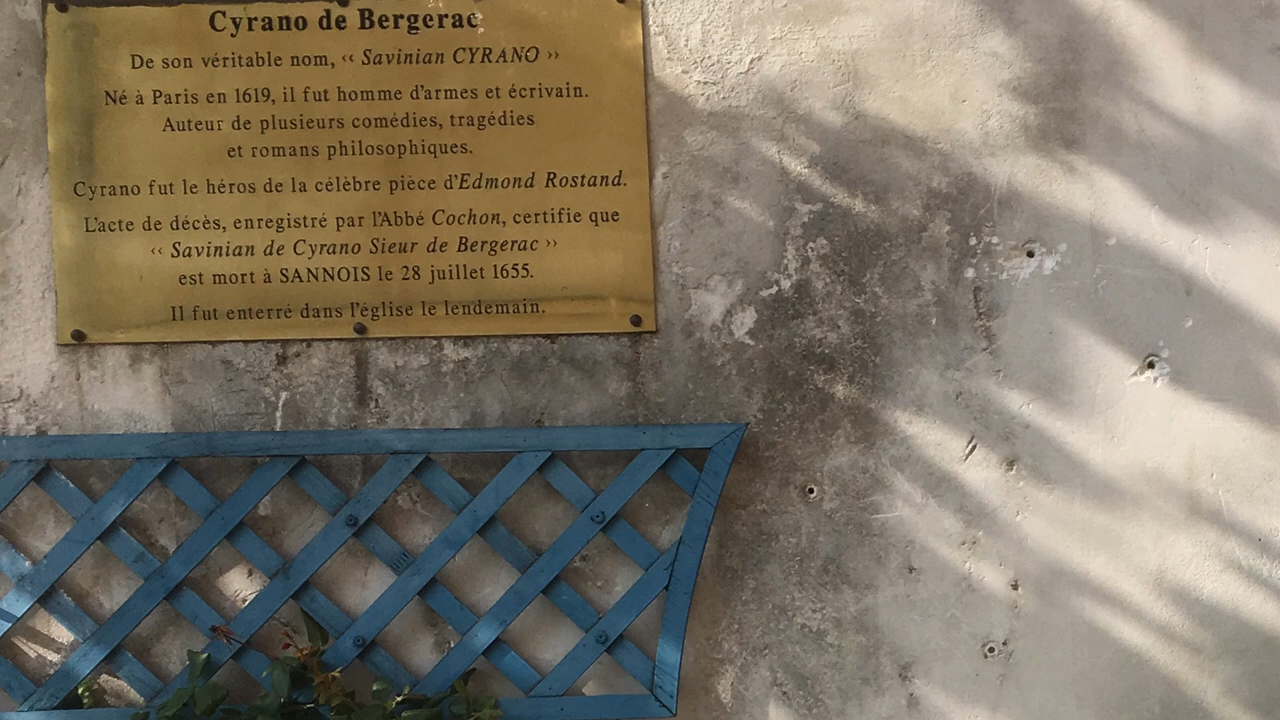 Cyrano de Bergerac
De son véritable nom, ‹‹ Savinian CYRANO ››
Né à Paris en 1619, il fut homme d'armes et écrivain.
Auteur de plusieurs comédies, tragédies
et romans philosophiques.
Cyrano fut le héros de la célèbre pièce d'Edmond Rostand.
L'acte de décès, enregistré par l'Abbé Cochon, certifie que
‹‹ Savinian de Cyrano Sieur de Bergerac ››
est mort à SANNOIS le 28 juillet 1655.
Il fut enterré dans l'église le lendemain.